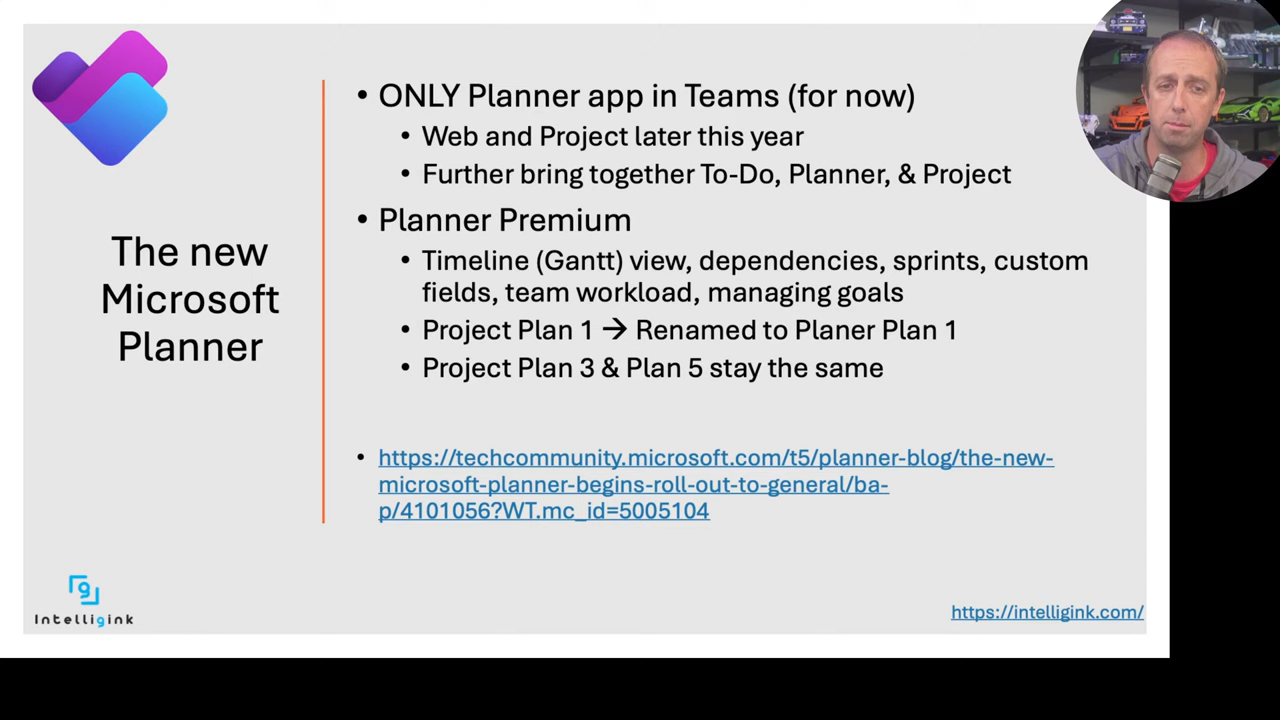 The new
Microsoft
Planner
• ONLY Planner app in Teams (for now)
• Web and Project later this year
• Further bring together To-Do, Planner, & Project
• Planner Premium
• Timeline (Gantt) view, dependencies, sprints, custom
fields, team workload, managing goals
• Project Plan 1 → Renamed to Planer Plan 1
• Project Plan 3 & Plan 5 stay the same
• https://techcommunity.microsoft.com/t5/planner-blog/the-new-
microsoft-planner-begins-roll-out-to-general/ba-
p/4101056?WT.mc_id=5005104
Intelligink
https://intelligink.com/